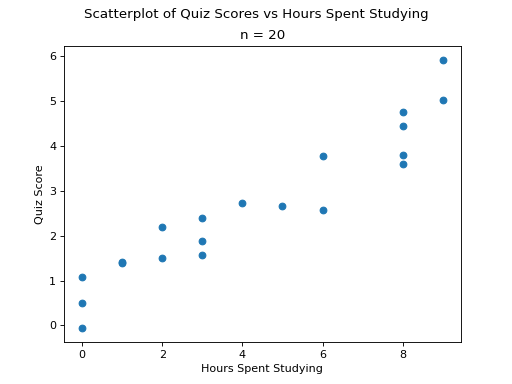 Scatterplot of Quiz Scores vs Hours Spent Studying
n = 20
6
5
4
3
2
1
0
Quiz Score
0 2 4 6 8
Hours Spent Studying